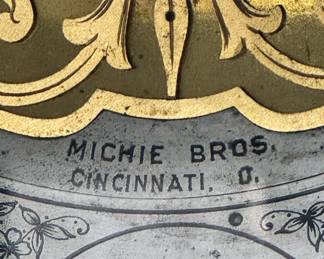 MICHIE BROS.
CINCINNATI, O.